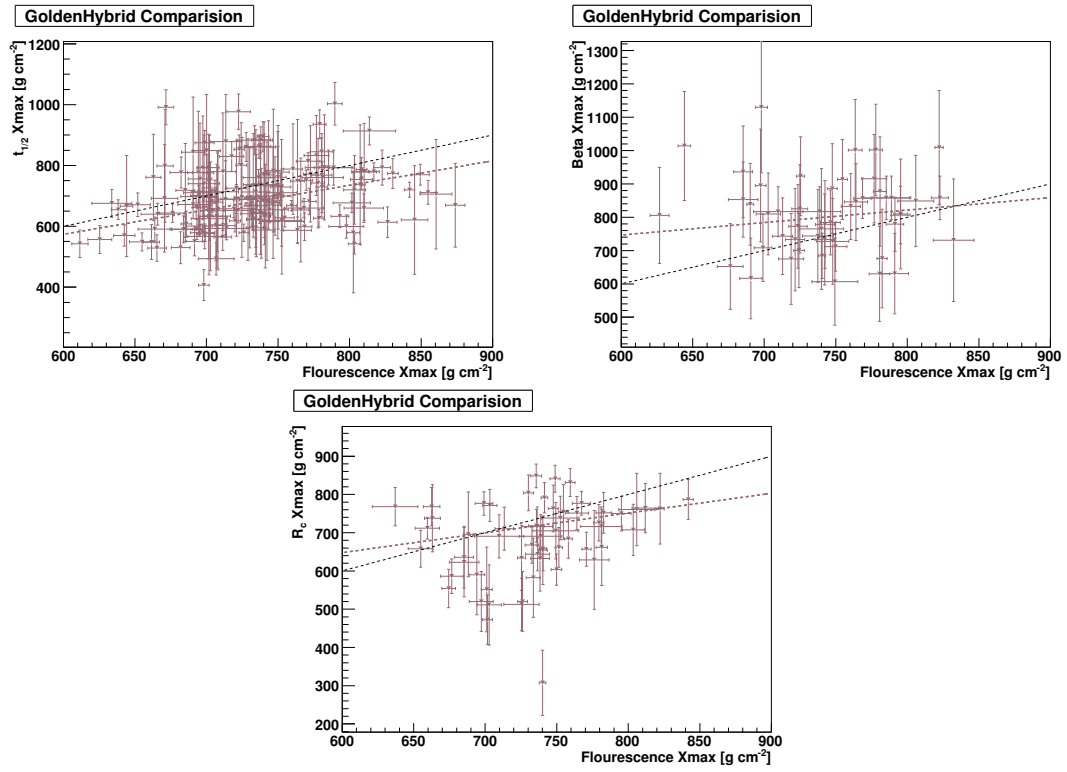 GoldenHybrid Comparision
t1/2 Xmax [g cm-2]
1200
1000
800
600
400
600 650 700 750 800 850 900
Flourescence Xmax [g cm-2]
GoldenHybrid Comparision
Beta Xmax [g cm-2]
1300
1200
1100
1000
900
800
700
600
500
600 650 700 750 800 850 900
Flourescence Xmax [g cm-2]
GoldenHybrid Comparision
Rc Xmax [g cm-2]
900
800
700
600
500
400
300
200
600 650 700 750 800 850 900
Flourescence Xmax [g cm-2]